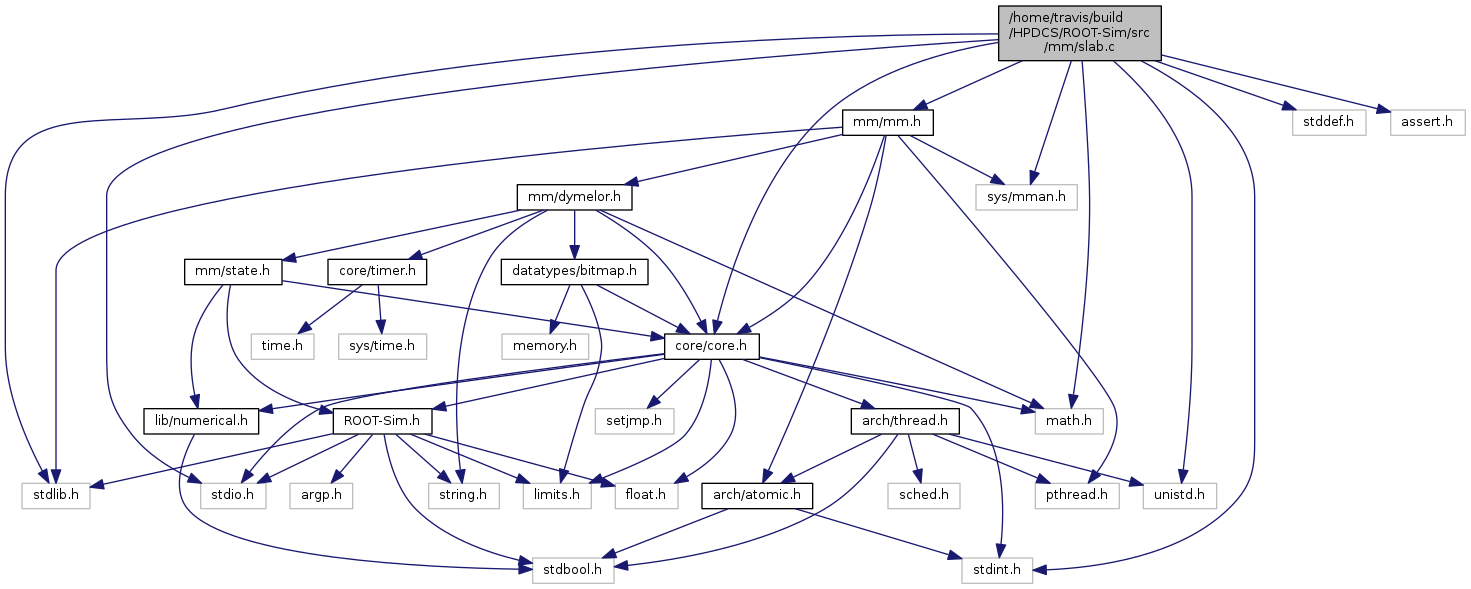 /home/travis/build
/HPDCS/ROOT-Sim/src
/mm/slab.c
mm/mm.h
stddef.h
assert.h
mm/dymelor.h
sys/mman.h
mm/state.h
core/timer.h
datatypes/bitmap.h
time.h
sys/time.h
memory.h
core/core.h
lib/numerical.h
ROOT-Sim.h
setjmp.h
arch/thread.h
math.h
stdlib.h
stdio.h
argp.h
string.h
limits.h
float.h
arch/atomic.h
sched.h
pthread.h
unistd.h
stdbool.h
stdint.h